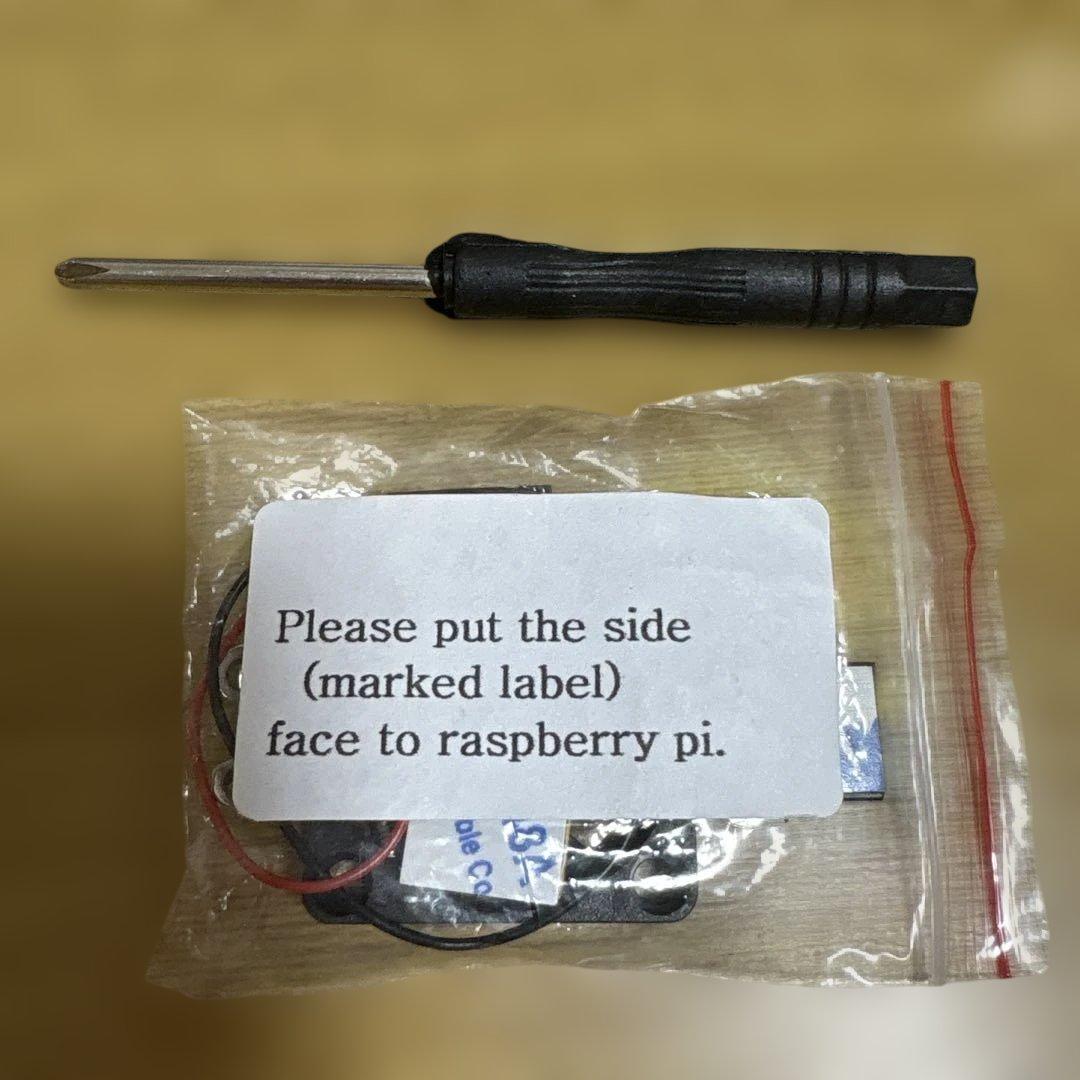 Please put the side
(marked label)
face to raspberry pi.